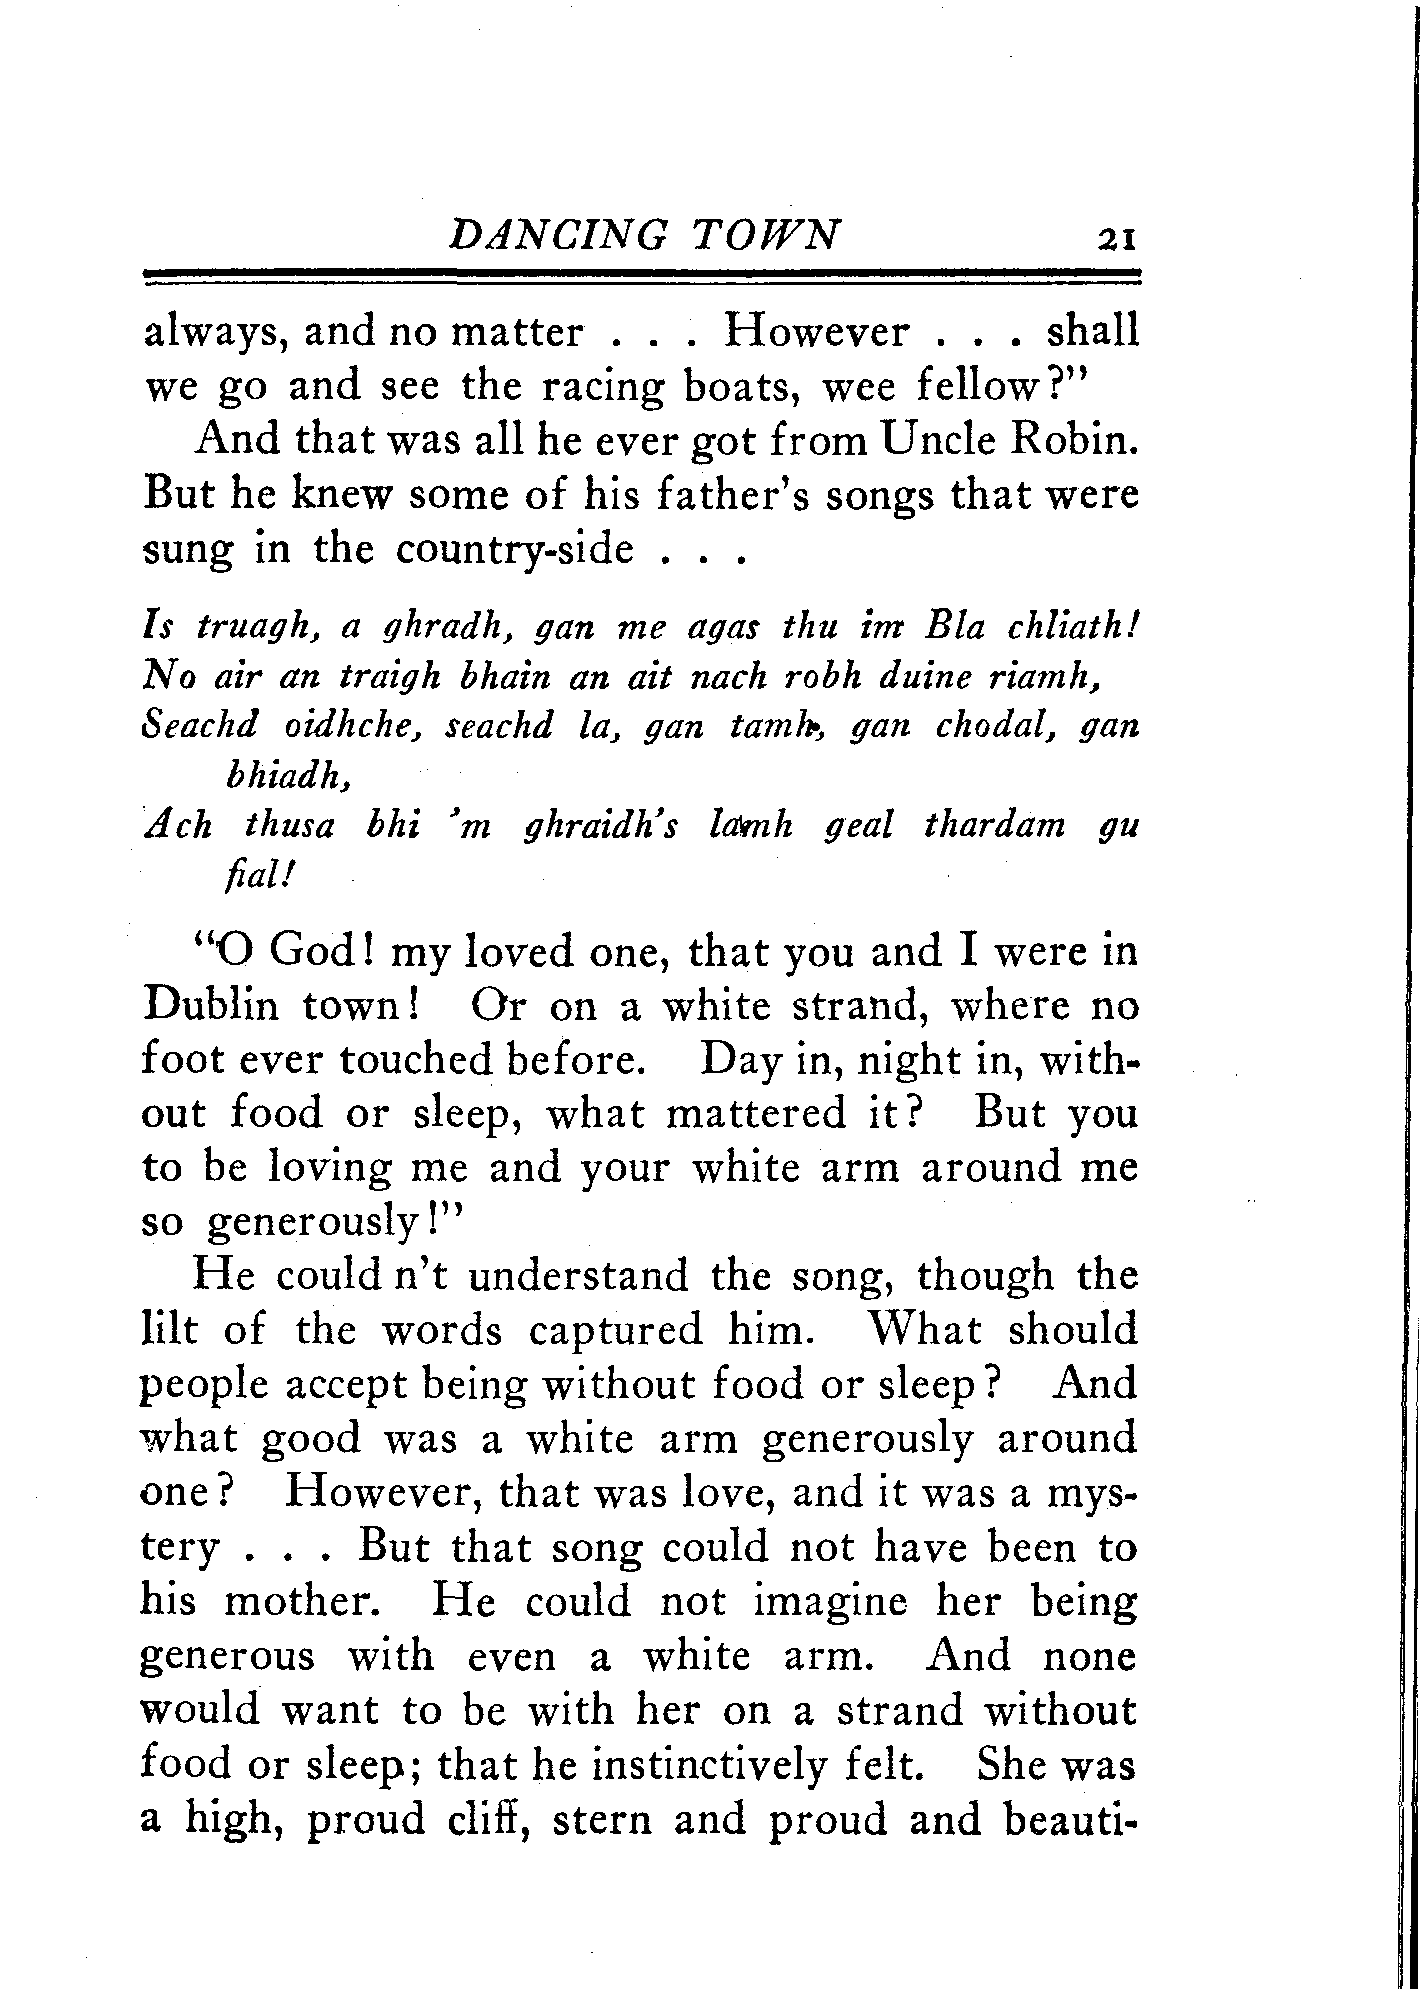 DANCING TOWN 21
always, and no matter . . . However . . . shall
we go and see the racing boats, wee fellow?"
And that was all he ever got from Uncle Robin.
But he knew some of his father's songs that were
sung in the country-side . . .
Is truagh, a ghradh, gan me agas thu im Bla chliath!
No air an traigh bhain an ait nach robh duine riamh,
Seachd oidhche, seachd la, gan tamh, gan chodal, gan
bhiadh,
Ach thusa bhi 'm ghraidh's lamh geal thardam gu
fial!
"O God! my loved one, that you and I were in
Dublin town! Or on a white strand, where no
foot ever touched before. Day in, night in, with-
out food or sleep, what mattered it? But you
to be loving me and your white arm around me
so generously!"
He could n't understand the song, though the
lilt of the words captured him. What should
people accept being without food or sleep? And
what good was a white arm generously around
one? However, that was love, and it was a mys-
tery . . . But that song could not have been to
his mother. He could not imagine her being
generous with even a white arm. And none
would want to be with her on a strand without
food or sleep; that he instinctively felt. She was
a high, proud cliff, stern and proud and beauti-